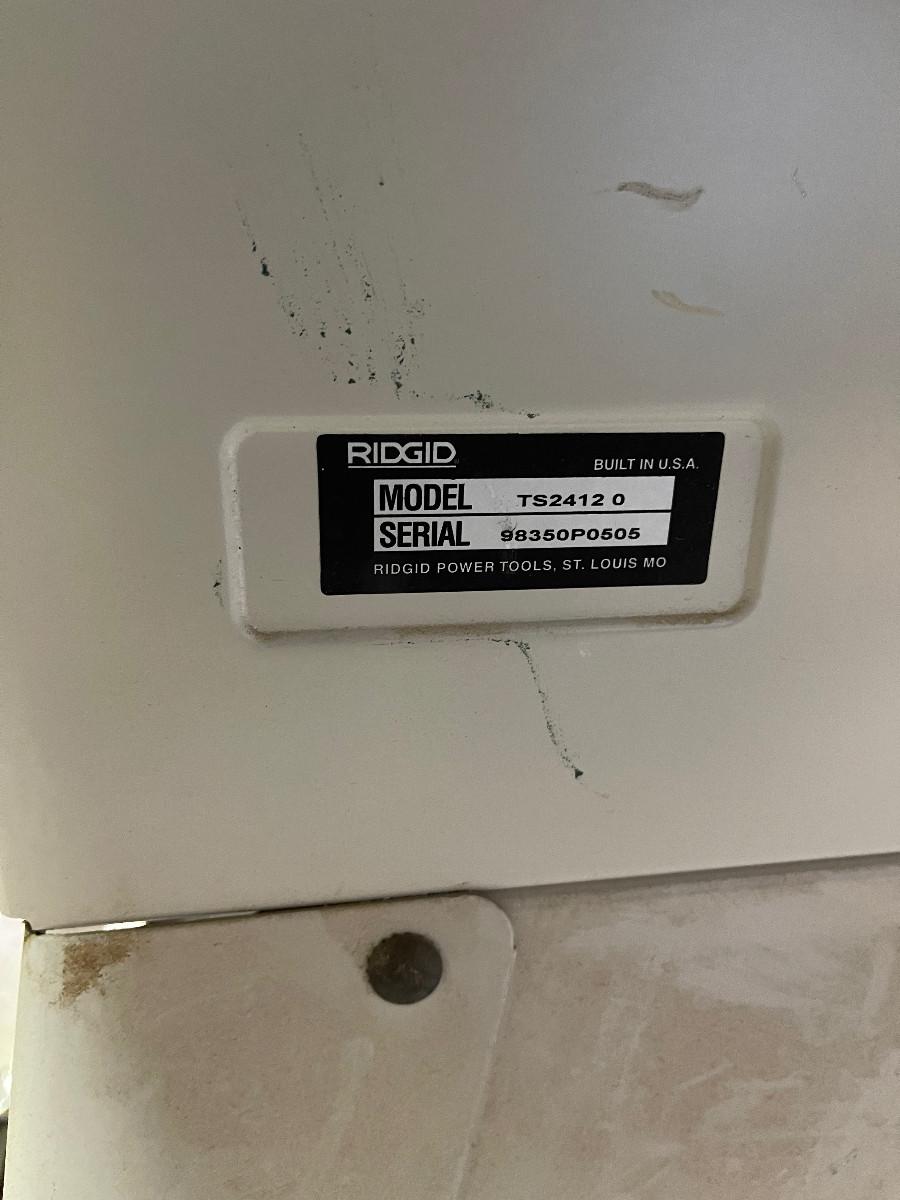 RIDGID
BUILT IN U.S.A.
MODEL TS2412 0
SERIAL 98350P0505
RIDGID POWER TOOLS, ST. LOUIS MO